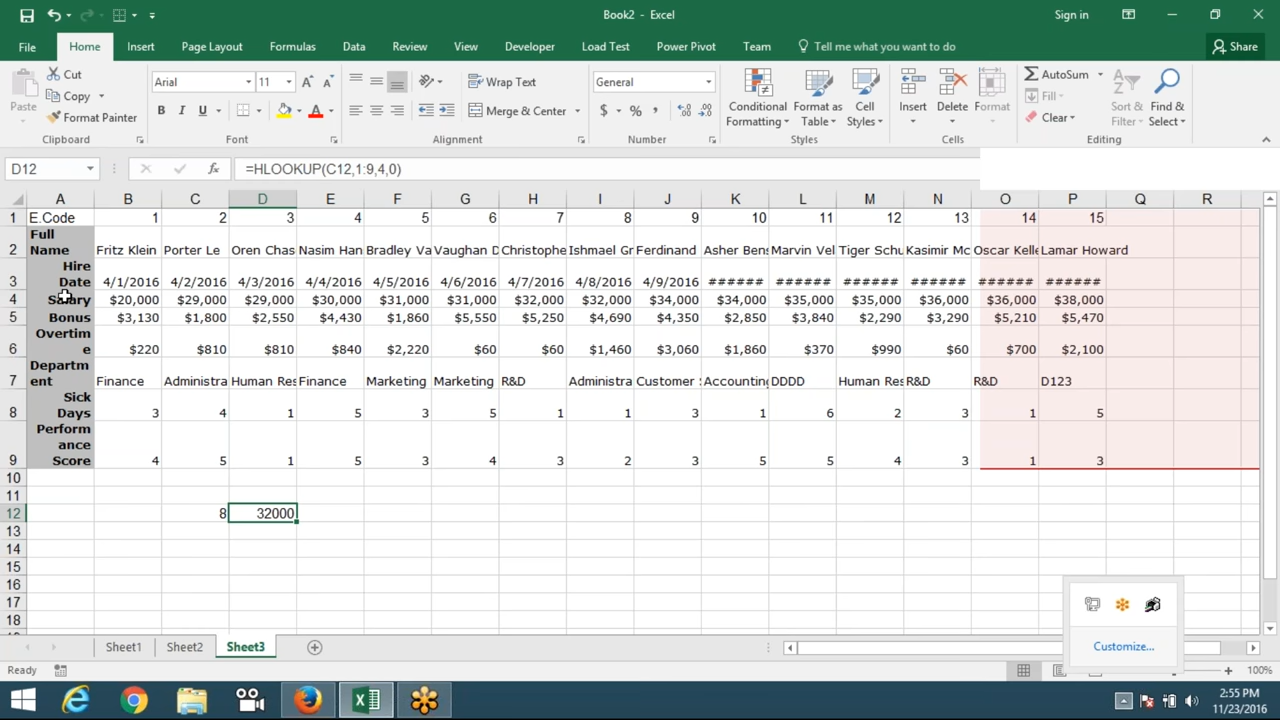 Book2 - Excel
Sign in
File Home Insert Page Layout Formulas Data Review View Developer Load Test Power Pivot Team Tell me what you want to do Share
Paste
Cut
Copy
Format Painter
Clipboard
Arial 11
B I U
Font
Wrap Text
Merge & Center
Alignment
General
$ % ,
Number
Conditional Formatting
Format as Table
Cell Styles
Styles
Insert Delete Format
Cells
AutoSum
Fill
Clear
Sort & Filter
Find & Select
Editing
D12 fx =HLOOKUP(C12,1:9,4,0)
A B C D E F G H I J K L M N O P Q R
1 E.Code 1 2 3 4 5 6 7 8 9 10 11 12 13 14 15
2 Full Name Fritz Klein Porter Le Oren Chas Nasim Han Bradley Va Vaughan D Christophe Ishmael Gr Ferdinand Asher Bens Marvin Vel Tiger Schu Kasimir Mc Oscar Kelle Lamar Howard
3 Hire Date 4/1/2016 4/2/2016 4/3/2016 4/4/2016 4/5/2016 4/6/2016 4/7/2016 4/8/2016 4/9/2016 ###### ###### ###### ###### ###### ######
4 Salary $20,000 $29,000 $29,000 $30,000 $31,000 $31,000 $32,000 $32,000 $34,000 $34,000 $35,000 $35,000 $36,000 $36,000 $38,000
5 Bonus $3,130 $1,800 $2,550 $4,430 $1,860 $5,550 $5,250 $4,690 $4,350 $2,850 $3,840 $2,290 $3,290 $5,210 $5,470
6 Overtim e $220 $810 $810 $840 $2,220 $60 $60 $1,460 $3,060 $1,860 $370 $990 $60 $700 $2,100
7 Departm ent Finance Administra Human Res Finance Marketing Marketing R&D Administra Customer Accounting DDDD Human Res R&D R&D D123
8 Sick Days 3 4 1 5 3 5 1 1 3 1 6 2 3 1 5
9 Perform ance Score 4 5 1 5 3 4 3 2 3 5 5 4 3 1 3
10
11
12 8 32000
13
14
15
16
17
18
Customize...
Sheet1 Sheet2 Sheet3
Ready 100%
2:55 PM
11/23/2016